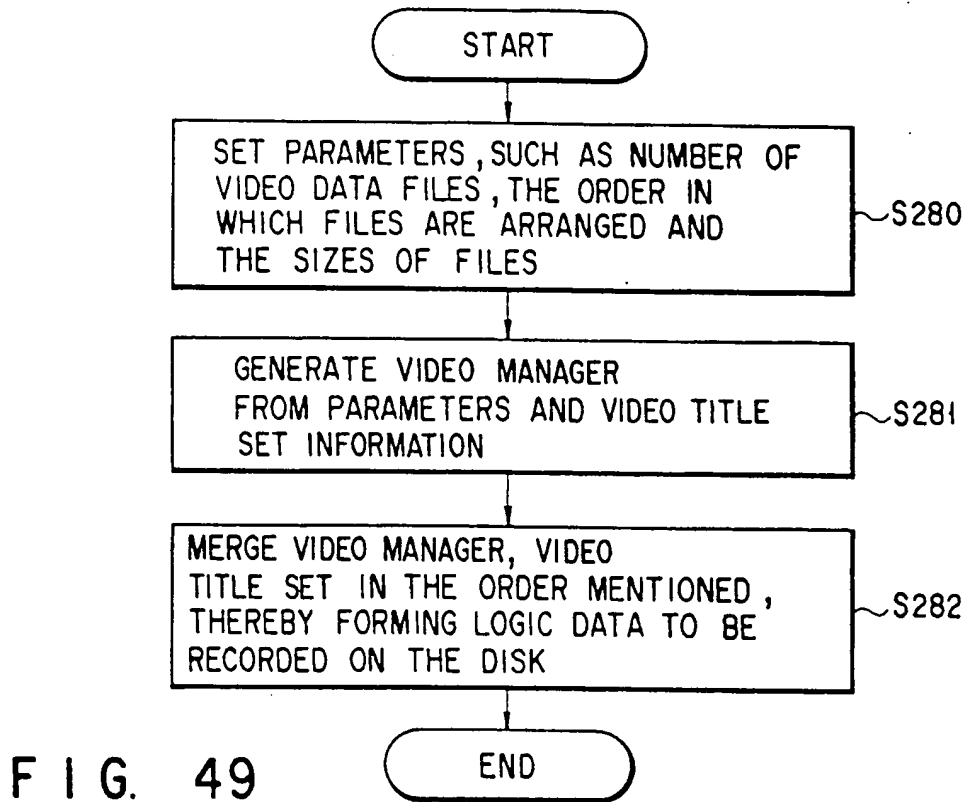 START
SET PARAMETERS, SUCH AS NUMBER OF
VIDEO DATA FILES, THE ORDER IN
WHICH FILES ARE ARRANGED AND
THE SIZES OF FILES
S280
GENERATE VIDEO MANAGER
FROM PARAMETERS AND VIDEO TITLE
SET INFORMATION
S281
MERGE VIDEO MANAGER, VIDEO
TITLE SET IN THE ORDER MENTIONED,
THEREBY FORMING LOGIC DATA TO BE
RECORDED ON THE DISK
S282
END
FIG. 49